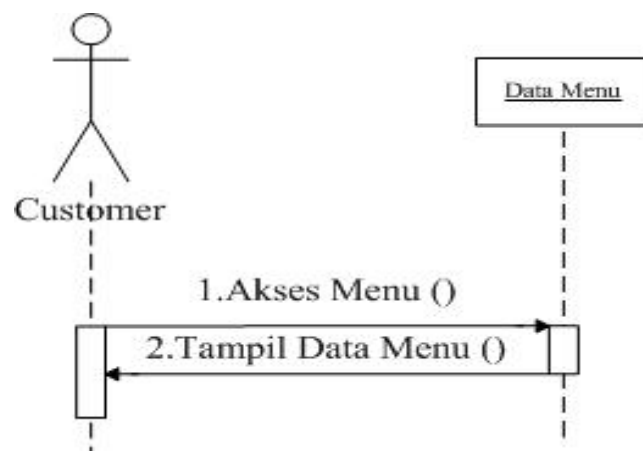 Data Menu
Customer
1.Akses Menu ()
2.Tampil Data Menu ()